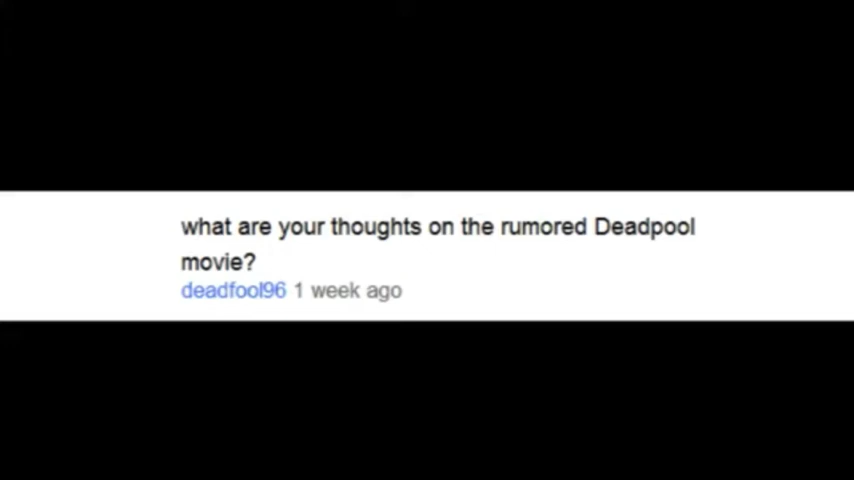 what are your thoughts on the rumored Deadpool
movie?
deadfool96 1 week ago